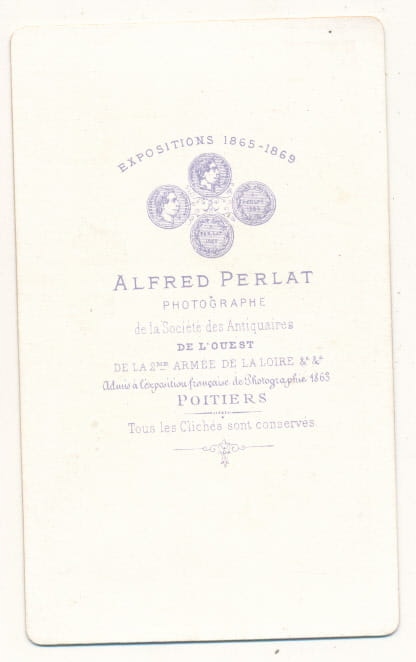 EXPOSITIONS 1865-1869
PERLAT
ALFRED PERLAT
PHOTOGRAPHE
de la Société des Antiquaires
DE L'OUEST
DE LA 2ME ARMÉE DE LA LOIRE &a &a
Admis à l'exposition française de Photographie 1863
POITIERS
Tous les Clichés sont conservés.